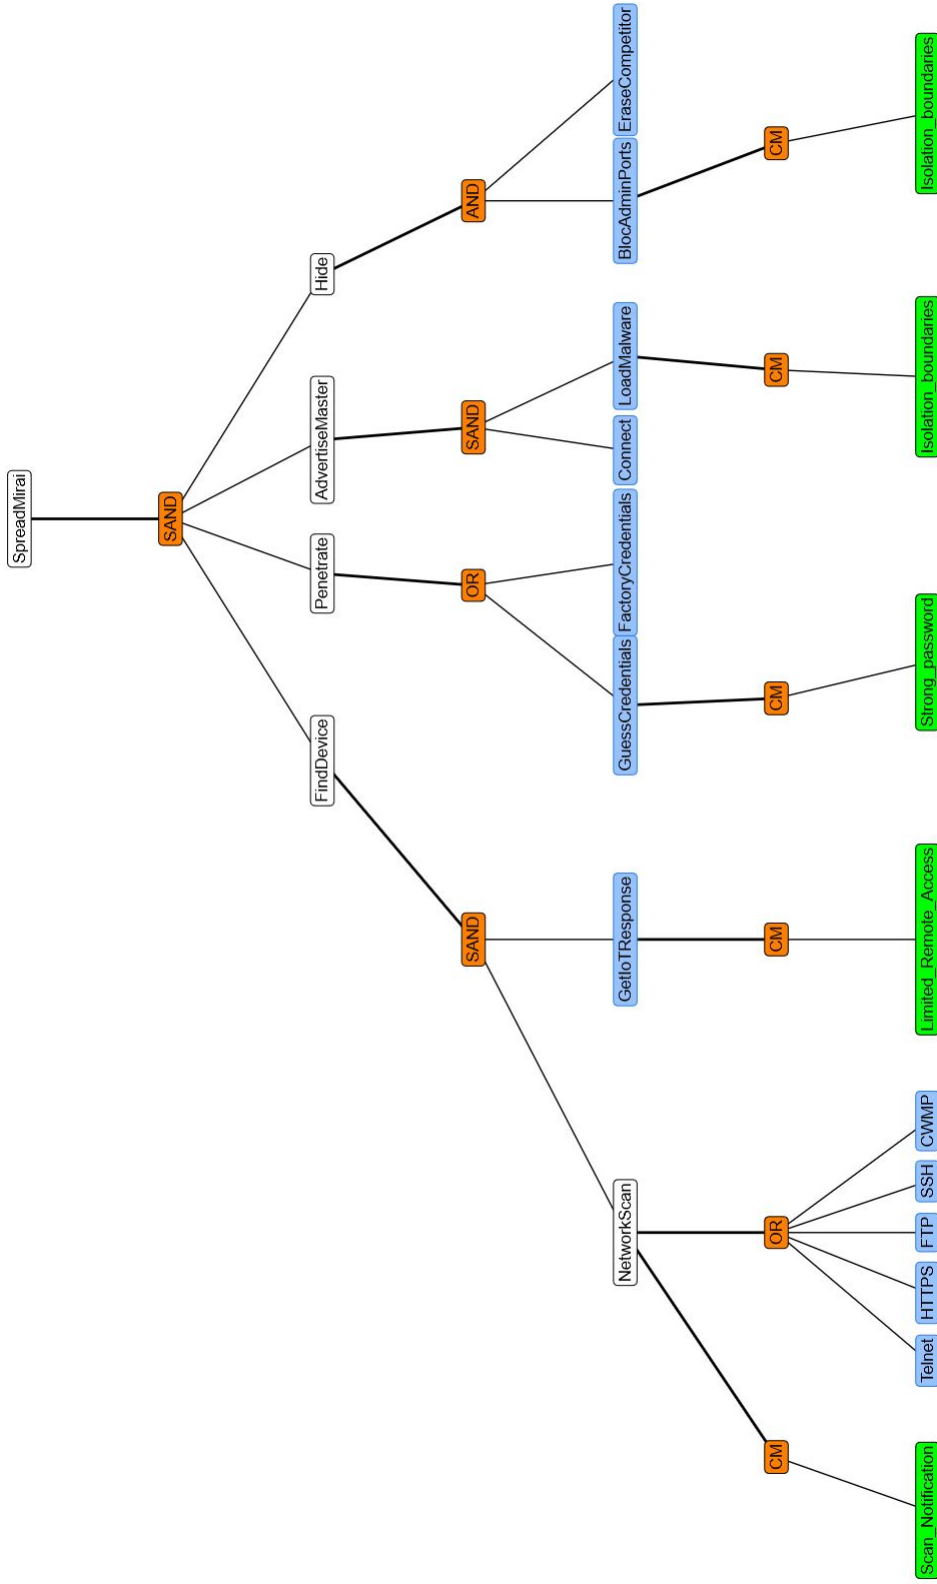 SpreadMirai
SAND
FindDevice
Penetrate
AdvertiseMaster
Hide
SAND
OR
SAND
AND
NetworkScan
GetIoTResponse
GuessCredentials
FactoryCredentials
Connect
LoadMalware
BlocAdminPorts
EraseCompetitor
CM
OR
CM
CM
CM
CM
Scan_Notification
Telnet
HTTPS
FTP
SSH
CWMP
Limited_Remote_Access
Strong_password
Isolation_boundaries
Isolation_boundaries